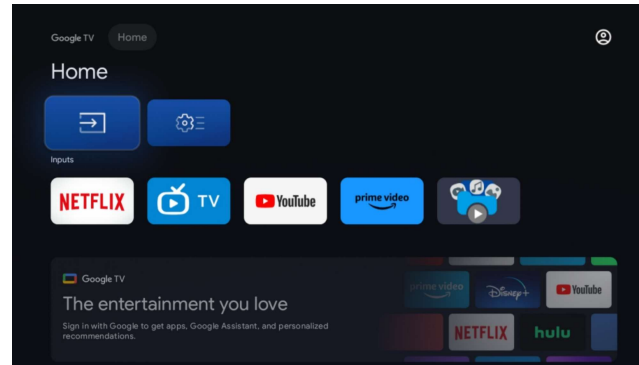 Google TV Home
Home
Inputs
NETFLIX
TV
YouTube
prime video
Google TV
The entertainment you love
Sign in with Google to get apps, Google Assistant, and personalized
recommendations.
prime video
Disney+
YouTube
NETFLIX
hulu